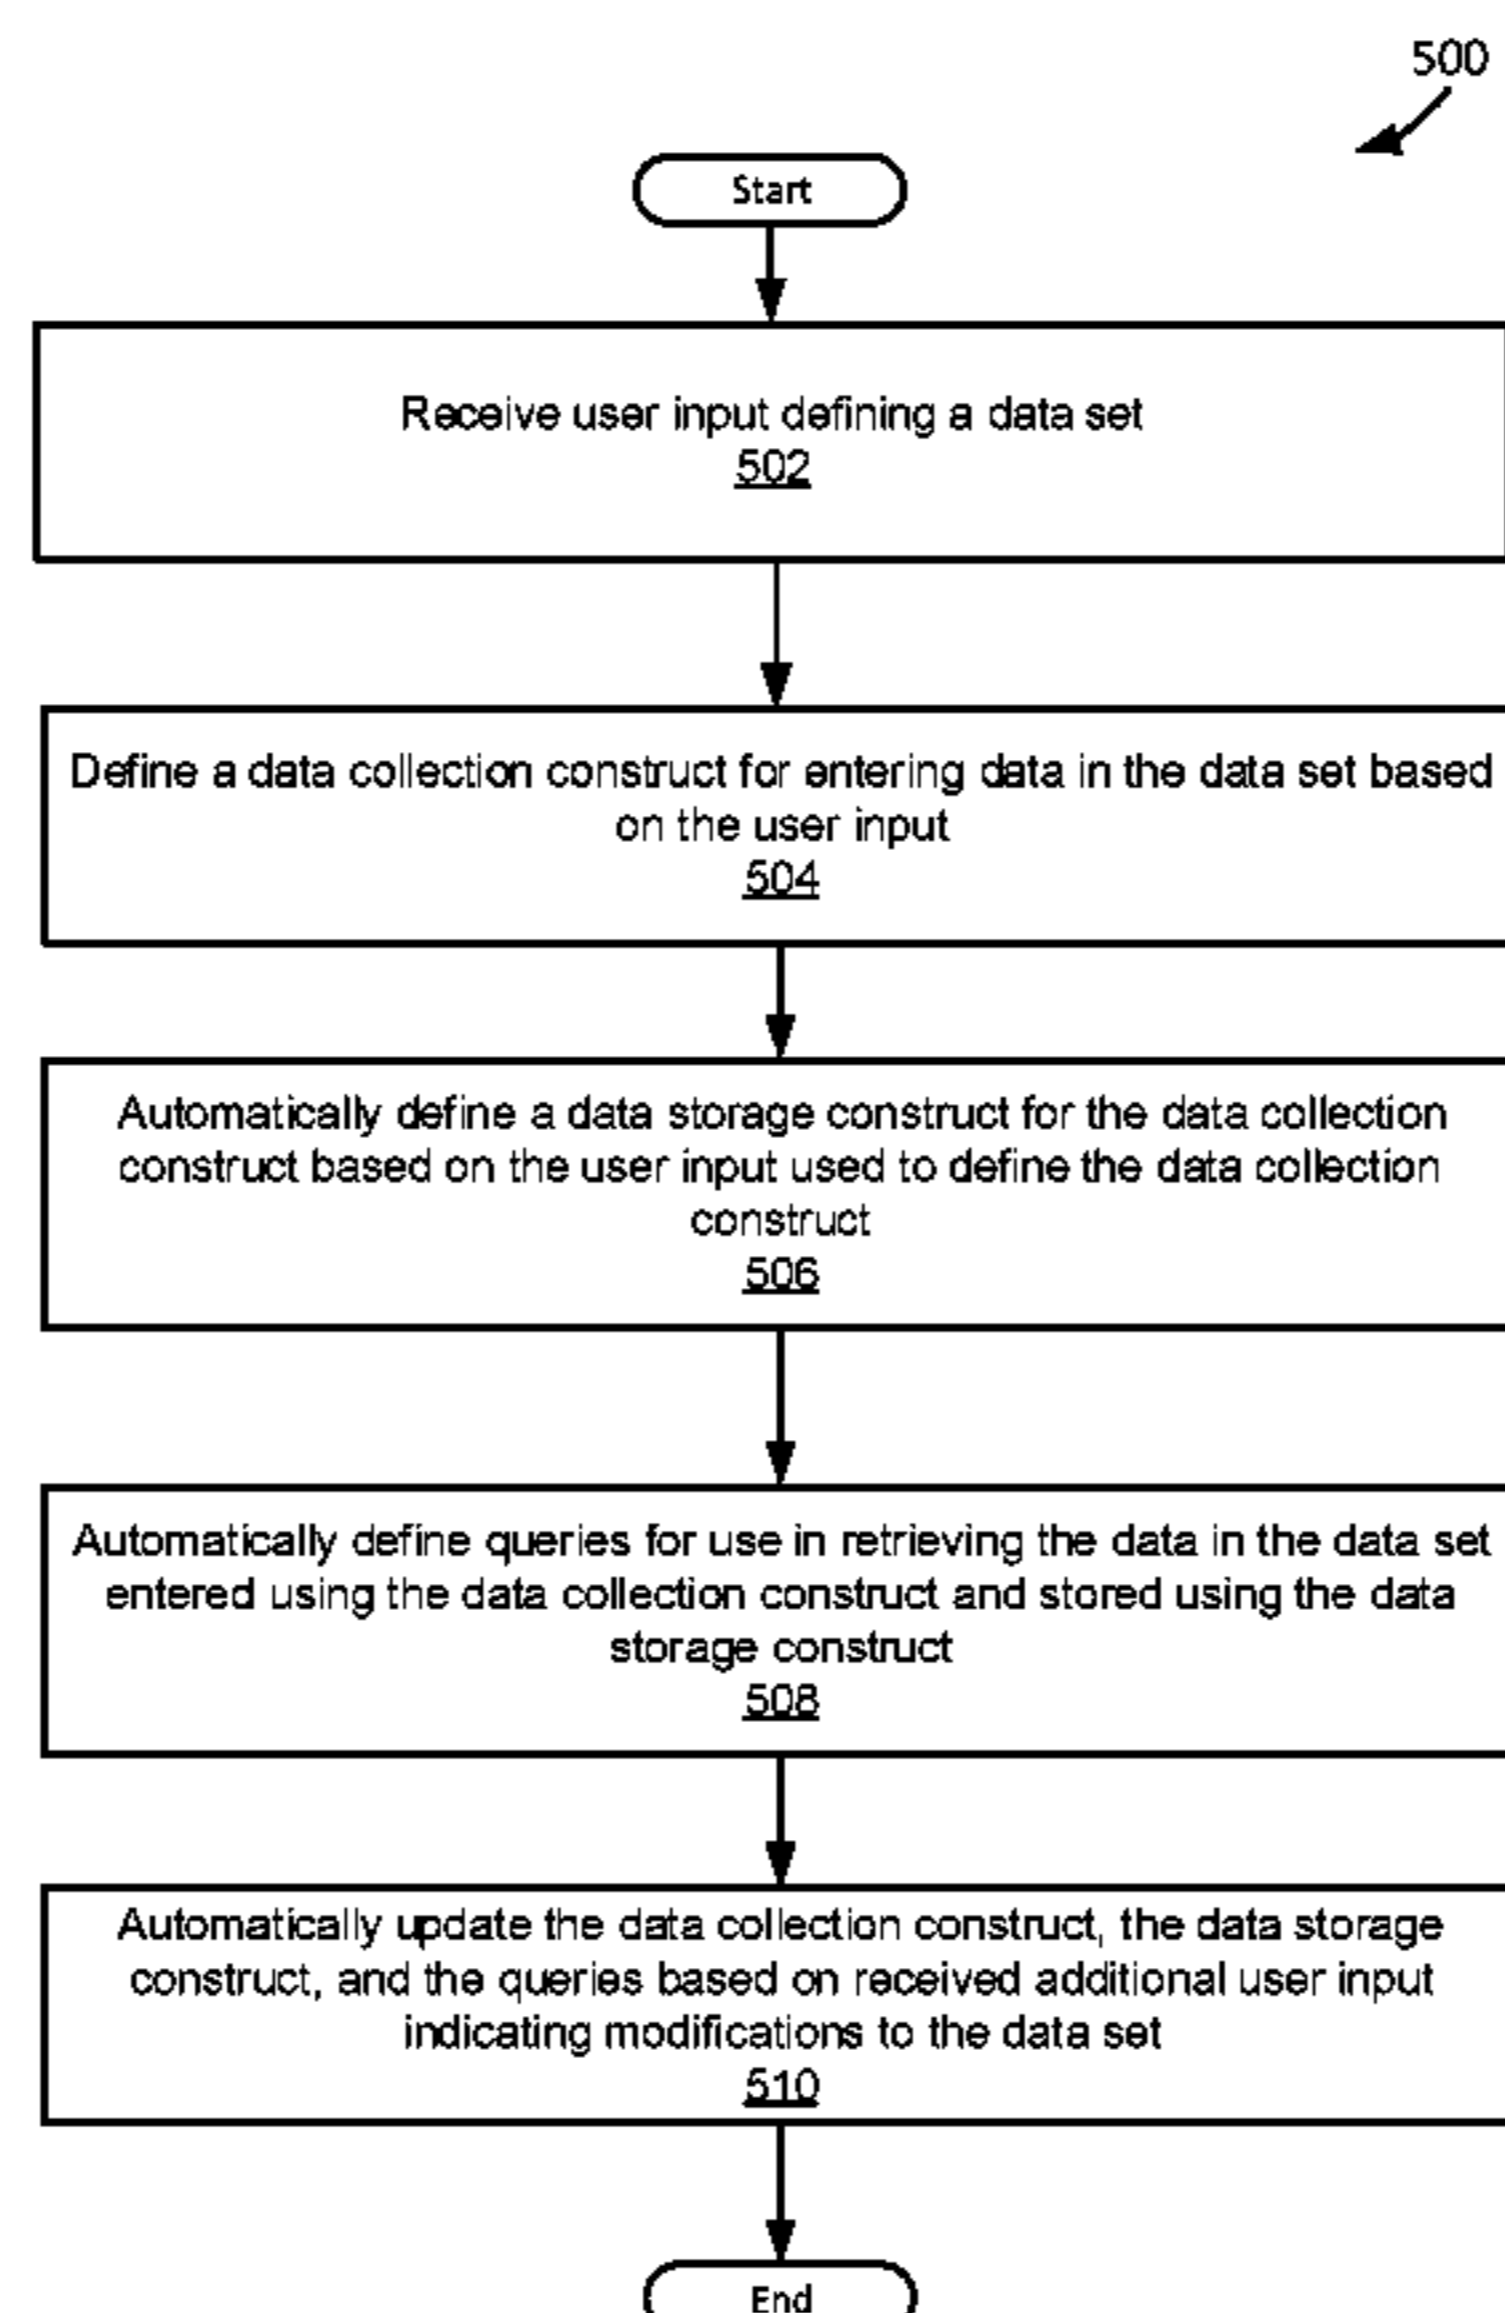 500
Start
Receive user input defining a data set
502
Define a data collection construct for entering data in the data set based
on the user input
504
Automatically define a data storage construct for the data collection
construct based on the user input used to define the data collection
construct
506
Automatically define queries for use in retrieving the data in the data set
entered using the data collection construct and stored using the data
storage construct
508
Automatically update the data collection construct, the data storage
construct, and the queries based on received additional user input
indicating modifications to the data set
510
End